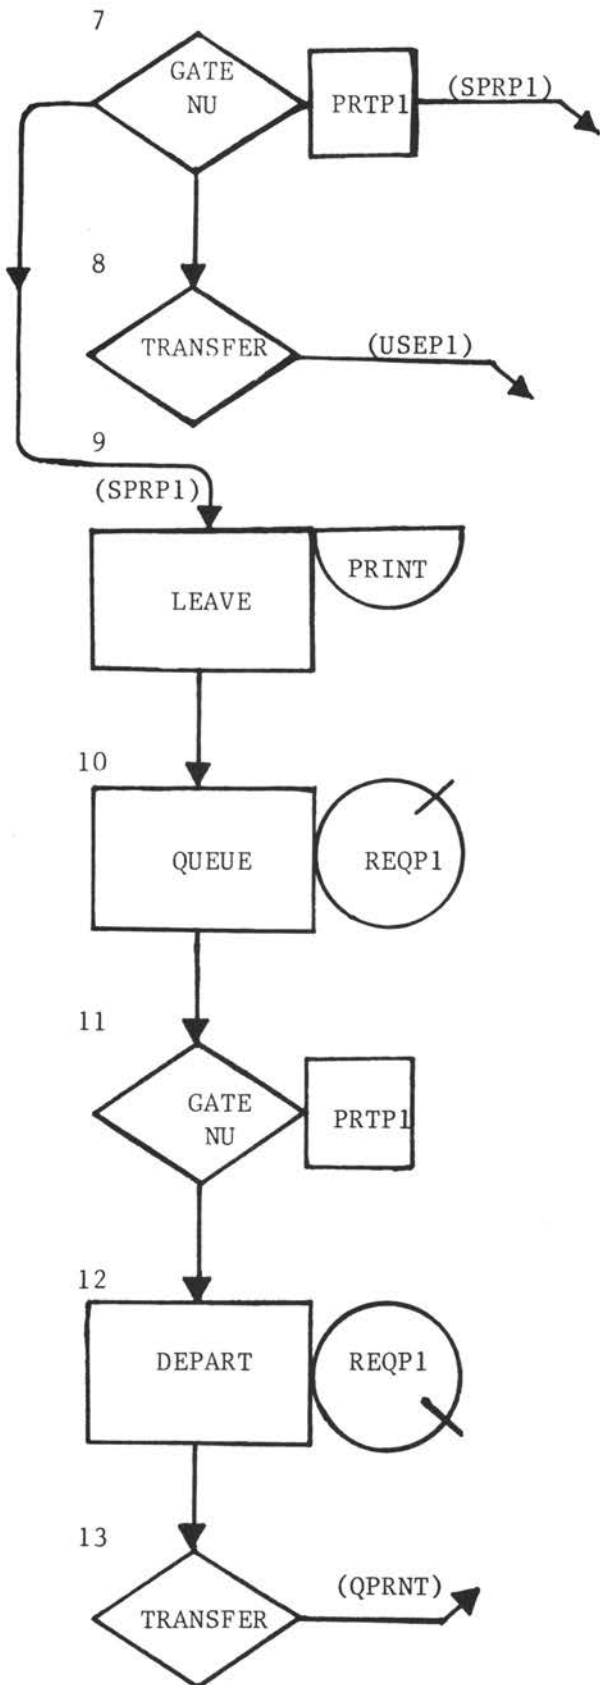 7
GATE
NU
PRTP1
(SPRP1)
8
TRANSFER
(USEP1)
9
(SPRP1)
LEAVE
PRINT
10
QUEUE
REQP1
11
GATE
NU
PRTP1
12
DEPART
REQP1
13
TRANSFER
(QPRNT)